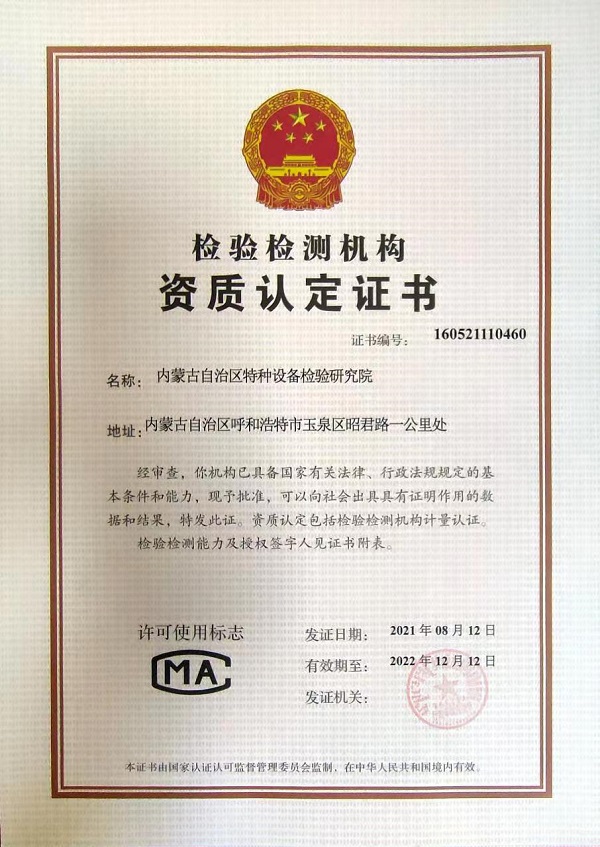 检验检测机构
资质认定证书
证书编号：160521110460
名称：内蒙古自治区特种设备检验研究院
地址：内蒙古自治区呼和浩特市玉泉区昭君路一公里处
经审查，你机构已具备国家有关法律、行政法规规定的基
本条件和能力，现予批准，可以向社会出具具有证明作用的数
据和结果，特发此证。资质认定包括检验检测机构计量认证。
检验检测能力及授权签字人见证书附表。
许可使用标志
MA
发证日期：2021年08月12日
有效期至：2022年12月12日
发证机关：
本证书由国家认证认可监督管理委员会监制，在中华人民共和国境内有效。